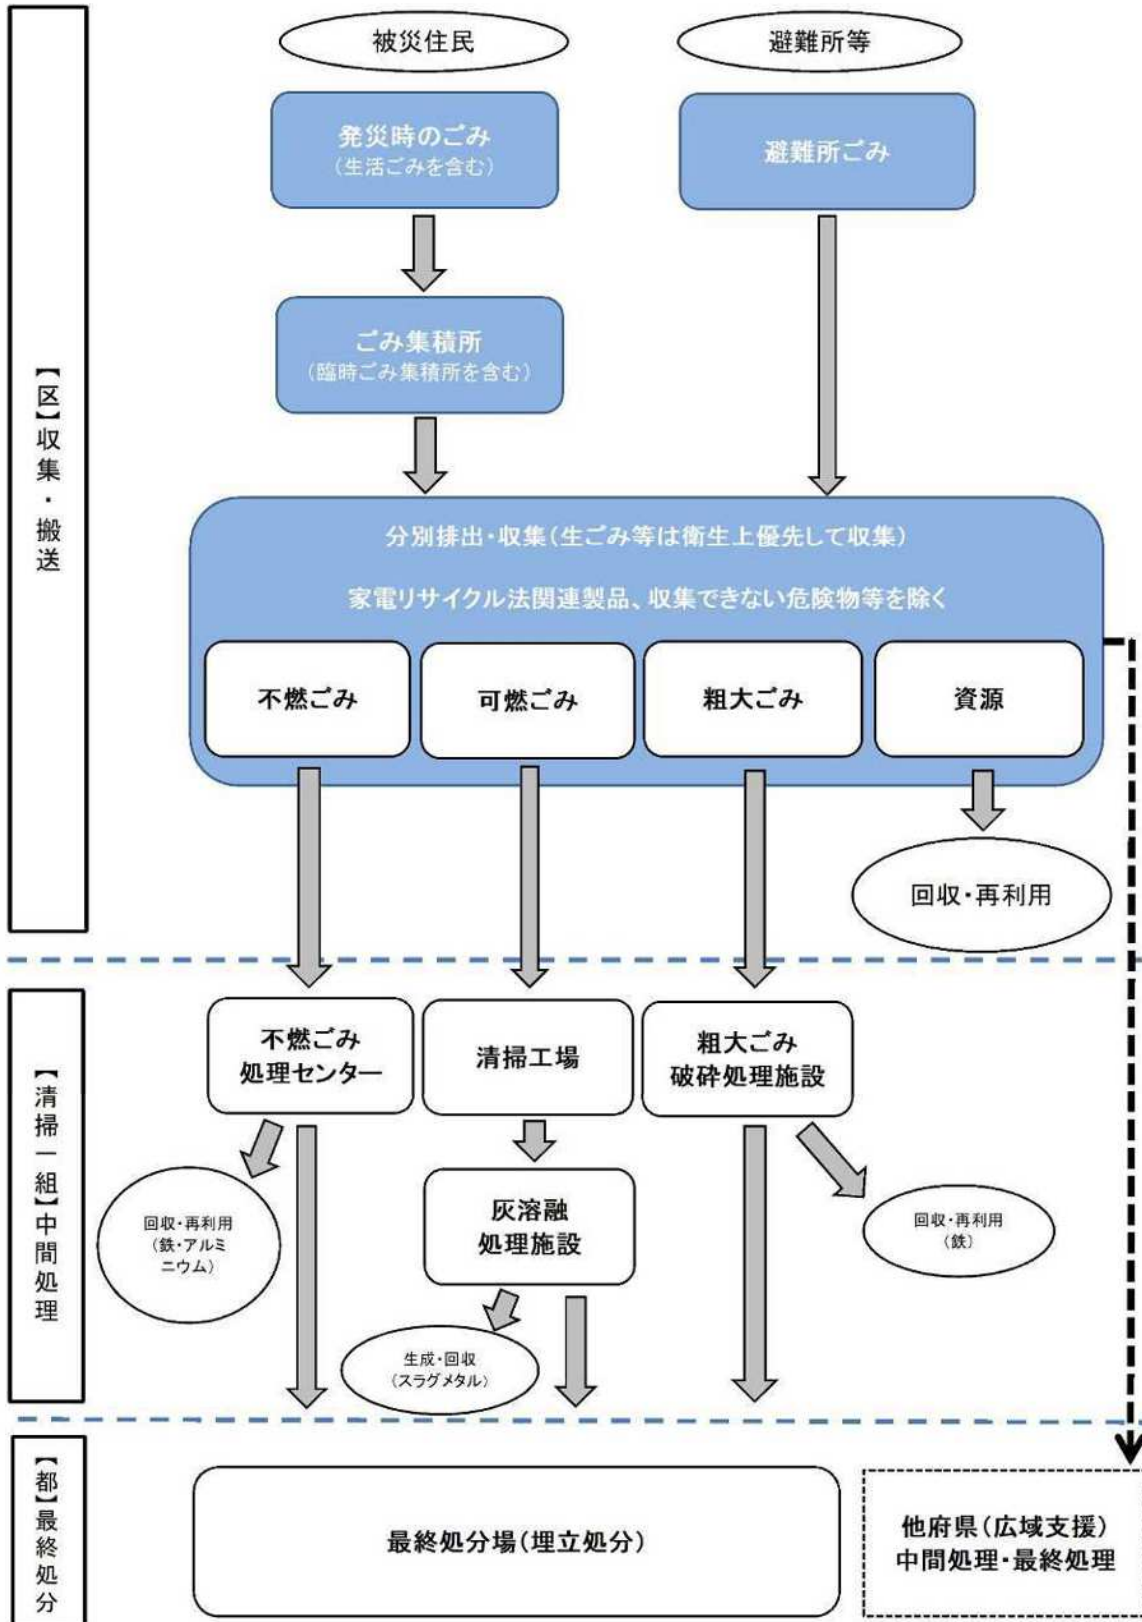 被災住民
避難所等
発災時のごみ
(生活ごみを含む)
避難所ごみ
ごみ集積所
(臨時ごみ集積所を含む)
【区】収集・搬送
分別排出・収集(生ごみ等は衛生上優先して収集)
家電リサイクル法関連製品、収集できない危険物等を除く
不燃ごみ
可燃ごみ
粗大ごみ
資源
回収・再利用
【清掃一組】中間処理
不燃ごみ
処理センター
清掃工場
粗大ごみ
破砕処理施設
回収・再利用
(鉄・アルミ
ニウム)
灰溶融
処理施設
回収・再利用
(鉄)
生成・回収
(スラグメタル)
【都】最終処分
最終処分場(埋立処分)
他府県(広域支援)
中間処理・最終処理